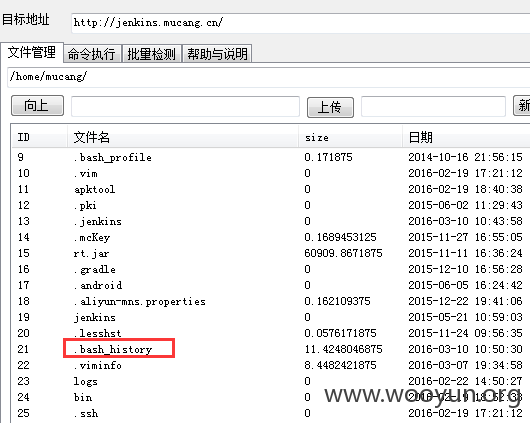 目标地址 http://jenkins.mucang.cn/
文件管理 命令执行 批量检测 帮助与说明
/home/mucang/
向上 上传
ID 文件名 size 日期
9 .bash_profile 0.171875 2014-10-16 21:56:15
10 .vim 0 2016-02-19 17:21:12
11 apktool 0 2016-02-19 18:40:38
12 .pki 0 2015-06-02 11:29:43
13 .jenkins 0 2016-03-10 10:43:58
14 .mcKey 0.1689453125 2015-11-27 16:55:05
15 rt.jar 60909.8671875 2015-11-11 16:36:24
16 .gradle 0 2015-12-10 16:56:28
17 .android 0 2015-06-05 16:24:42
18 .aliyun-mns.properties 0.162109375 2015-12-22 19:41:06
19 jenkins 0 2015-05-21 10:59:03
20 .lesshst 0.0576171875 2015-11-24 09:56:35
21 .bash_history 11.4248046875 2016-03-10 10:50:30
22 .viminfo 8.4482421875 2016-03-07 19:34:58
23 logs 0 2016-02-22 14:50:27
24 bin 0
25 .ssh 0 2016-02-19 17:21:12
www.wooyun.org